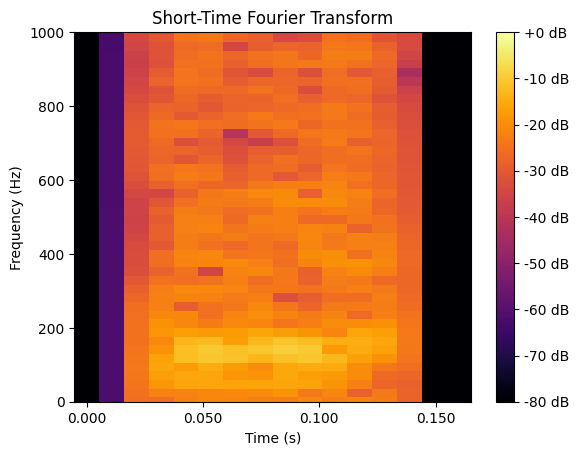 Short-Time Fourier Transform
1000
800
600
400
200
0
Frequency (Hz)
0.000
0.050
0.100
0.150
Time (s)
+0 dB
-10 dB
-20 dB
-30 dB
-40 dB
-50 dB
-60 dB
-70 dB
-80 dB